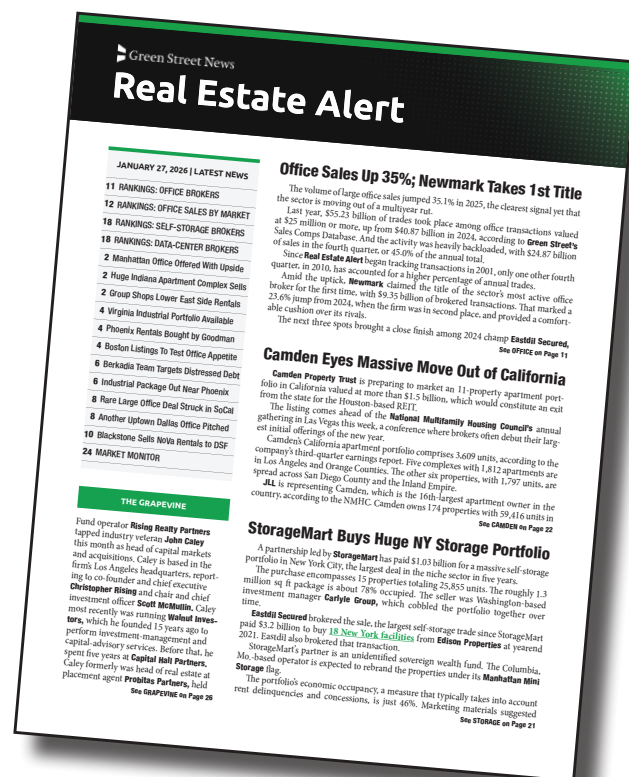 Green Street News
Real Estate Alert
JANUARY 27, 2026 | LATEST NEWS
11 RANKINGS: OFFICE BROKERS
12 RANKINGS: OFFICE SALES BY MARKET
18 RANKINGS: SELF-STORAGE BROKERS
18 RANKINGS: DATA-CENTER BROKERS
2 Manhattan Office Offered With Upside
2 Huge Indiana Apartment Complex Sells
2 Group Shops Lower East Side Rentals
4 Virginia Industrial Portfolio Available
4 Phoenix Rentals Bought by Goodman
4 Boston Listings To Test Office Appetite
6 Berkadia Team Targets Distressed Debt
6 Industrial Package Out Near Phoenix
8 Rare Large Office Deal Struck in SoCal
8 Another Uptown Dallas Office Pitched
10 Blackstone Sells NoVa Rentals to DSF
24 MARKET MONITOR
THE GRAPEVINE
Fund operator Rising Realty Partners
tapped industry veteran John Caley
this month as head of capital markets
and acquisitions. Caley is based in the
firm's Los Angeles headquarters, report-
ing to co-founder and chief executive
Christopher Rising and chair and chief
investment officer Scott McMullin. Caley
most recently was running Walnut Inves-
tors, which he founded 15 years ago to
perform investment-management and
capital-advisory services. Before that, he
spent five years at Capital Hall Partners.
Caley formerly was head of real estate at
placement agent Probitas Partners, held
See GRAPEVINE on Page 26
Office Sales Up 35%; Newmark Takes 1st Title
The volume of large office sales jumped 35.1% in 2025, the clearest signal yet that
the sector is moving out of a multiyear rut.
Last year, $55.23 billion of trades took place among office transactions valued
at $25 million or more, up from $40.87 billion in 2024, according to Green Street's
Sales Comps Database. And the activity was heavily backloaded, with $24.87 billion
of sales in the fourth quarter, or 45.0% of the annual total.
Since Real Estate Alert began tracking transactions in 2001, only one other fourth
quarter, in 2010, has accounted for a higher percentage of annual trades.
Amid the uptick, Newmark claimed the title of the sector's most active office
broker for the first time, with $9.35 billion of brokered transactions. That marked a
23.6% jump from 2024, when the firm was in second place, and provided a comfort-
able cushion over its rivals.
The next three spots brought a close finish among 2024 champ Eastdil Secured,
See OFFICE on Page 11
Camden Eyes Massive Move Out of California
Camden Property Trust is preparing to market an 11-property apartment port-
folio in California valued at more than $1.5 billion, which would constitute an exit
from the state for the Houston-based REIT.
The listing comes ahead of the National Multifamily Housing Council's annual
gathering in Las Vegas this week, a conference where brokers often debut their larg-
est initial offerings of the new year.
Camden's California apartment portfolio comprises 3,609 units, according to the
company's third-quarter earnings report. Five complexes with 1,812 apartments are
in Los Angeles and Orange Counties. The other six properties, with 1,797 units, are
spread across San Diego County and the Inland Empire.
JLL is representing Camden, which is the 16th-largest apartment owner in the
country, according to the NMHC. Camden owns 174 properties with 59,416 units in
See CAMDEN on Page 22
StorageMart Buys Huge NY Storage Portfolio
A partnership led by StorageMart has paid $1.03 billion for a massive self-storage
portfolio in New York City, the largest deal in the niche sector in five years.
The purchase encompasses 15 properties totaling 25,855 units. The roughly 1.3
million sq ft package is about 78% occupied. The seller was Washington-based
investment manager Carlyle Group, which cobbled the portfolio together over
time.
Eastdil Secured brokered the sale, the largest self-storage trade since StorageMart
paid $3.2 billion to buy 18 New York facilities from Edison Properties at yearend
2021. Eastdil also brokered that transaction.
StorageMart's partner is an unidentified sovereign wealth fund. The Columbia,
Mo.-based operator is expected to rebrand the properties under its Manhattan Mini
Storage flag.
The portfolio's economic occupancy, a measure that typically takes into account
rent delinquencies and concessions, is just 46%. Marketing materials suggested
See STORAGE on Page 21